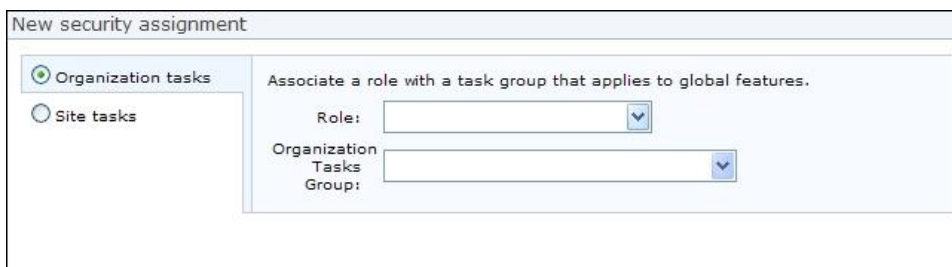 New security assignment
Organization tasks
Site tasks
Associate a role with a task group that applies to global features.
Role:
Organization
Tasks
Group: